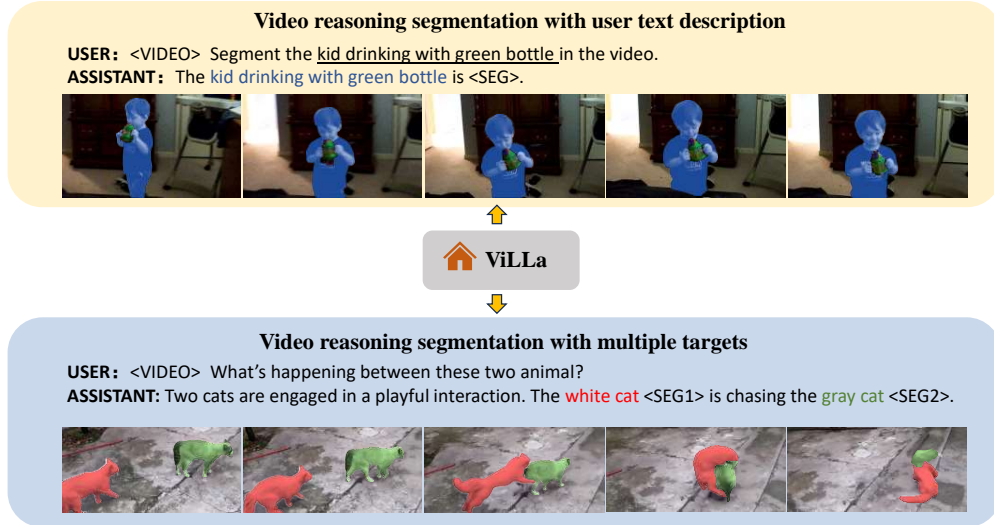 Video reasoning segmentation with user text description
USER: <VIDEO> Segment the kid drinking with green bottle in the video.
ASSISTANT: The kid drinking with green bottle is <SEG>.
ViLLa
Video reasoning segmentation with multiple targets
USER: <VIDEO> What's happening between these two animal?
ASSISTANT: Two cats are engaged in a playful interaction. The white cat <SEG1> is chasing the gray cat <SEG2>.